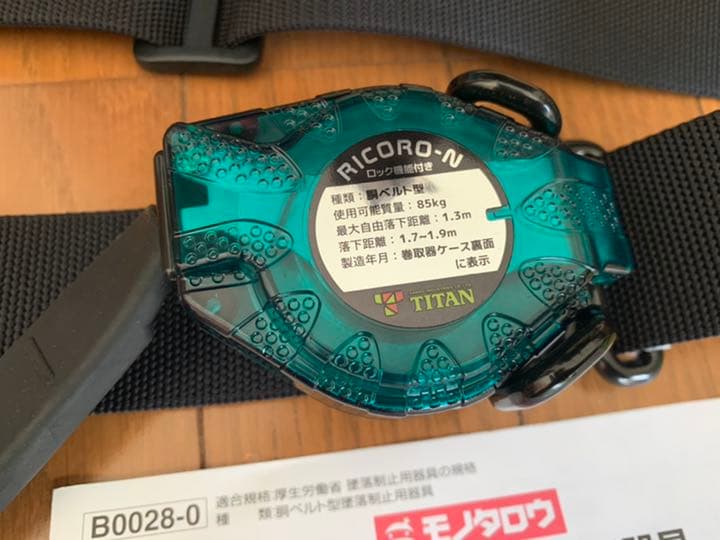 RICORO-N
ロック機能付き
種類：胴ベルト型
使用可能質量：85kg
最大自由落下距離：1.3m
落下距離：1.7~1.9m
製造年月：巻取器ケース裏面
に表示
TITAN
B0028-0
適合規格:厚生労働省 墜落制止用器具の規格
種 類:胴ベルト型墜落制止用器具
モノタロウ